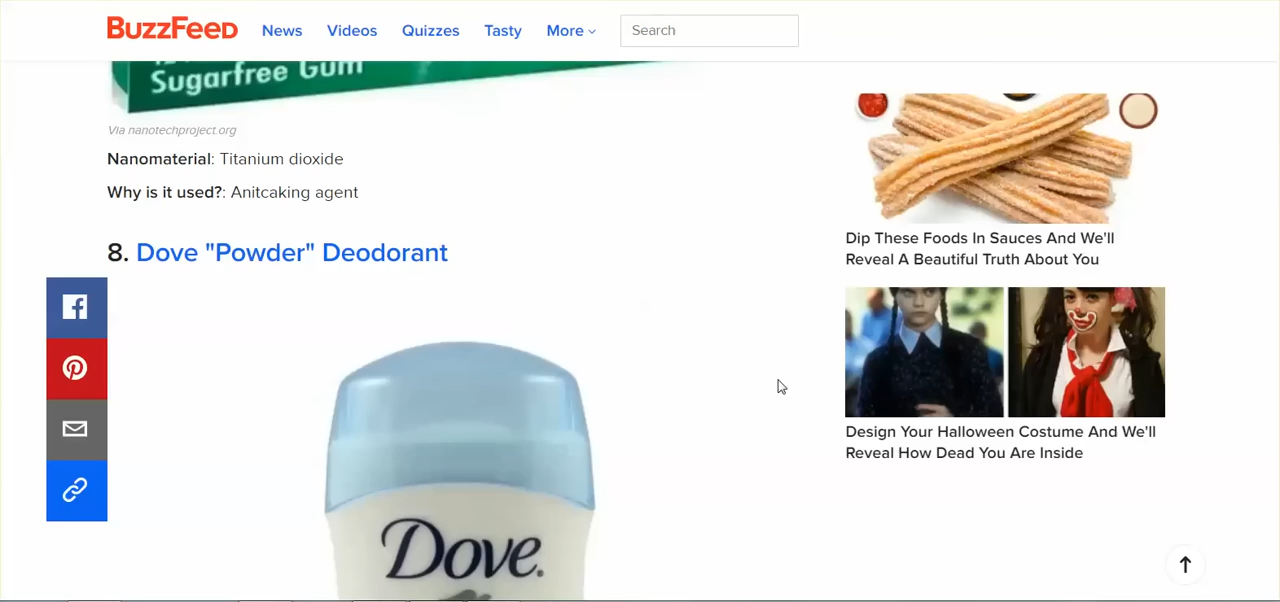 BuzzFeed News Videos Quizzes Tasty More Search
Sugarfree Gum
Via nanotechproject.org
Nanomaterial: Titanium dioxide
Why is it used?: Anitcaking agent
8. Dove "Powder" Deodorant
Dove.
Dip These Foods In Sauces And We'll
Reveal A Beautiful Truth About You
Design Your Halloween Costume And We'll
Reveal How Dead You Are Inside